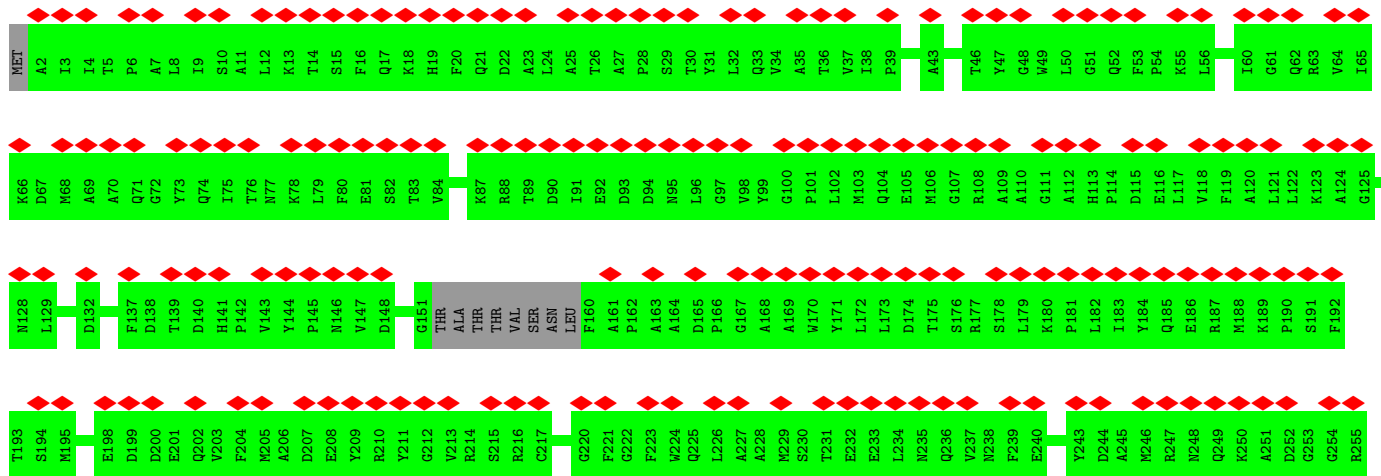 MET A2 I3 I4 T5 P6 A7 L8 I9 S10 A11 L12 K13 T14 S15 F16 Q17 K18 H19 F20 Q21 D22 A23 L24 A25 T26 A27 P28 S29 T30 Y31 L32 Q33 V34 A35 T36 V37 I38 P39 A43 T46 Y47 G48 W49 L50 G51 Q52 F53 P54 K55 L56 I60 G61 Q62 R63 V64 I65
K66 D67 M68 A69 A70 Q71 G72 Y73 Q74 I75 T76 N77 K78 L79 F80 E81 S82 T83 V84 K87 R88 T89 D90 I91 E92 D93 D94 N95 L96 G97 V98 Y99 G100 P101 L102 M103 Q104 E105 M106 G107 R108 A109 A110 G111 A112 H113 P114 D115 E116 L117 V118 F119 A120 L121 L122 K123 A124 G125
N128 L129 D132 F137 D138 T139 D140 H141 P142 V143 Y144 P145 N146 V147 D148 G151 THR ALA THR THR VAL SER ASN LEU F160 A161 P162 A163 A164 D165 P166 G167 A168 A169 W170 Y171 L172 L173 D174 T175 S176 R177 S178 L179 K180 P181 L182 I183 Y184 Q185 E186 R187 M188 K189 P190 S191 F192
T193 S194 M195 E198 D199 D200 E201 Q202 V203 F204 M205 A206 D207 E208 Y209 R210 Y211 G212 V213 R214 S215 R216 C217 G220 F221 G222 F223 W224 Q225 L226 A227 A228 M229 S230 T231 E232 E233 L234 N235 Q236 V237 N238 F239 E240 Y243 D244 A245 M246 R247 N248 Q249 K250 A251 D252 G253 G254 R255